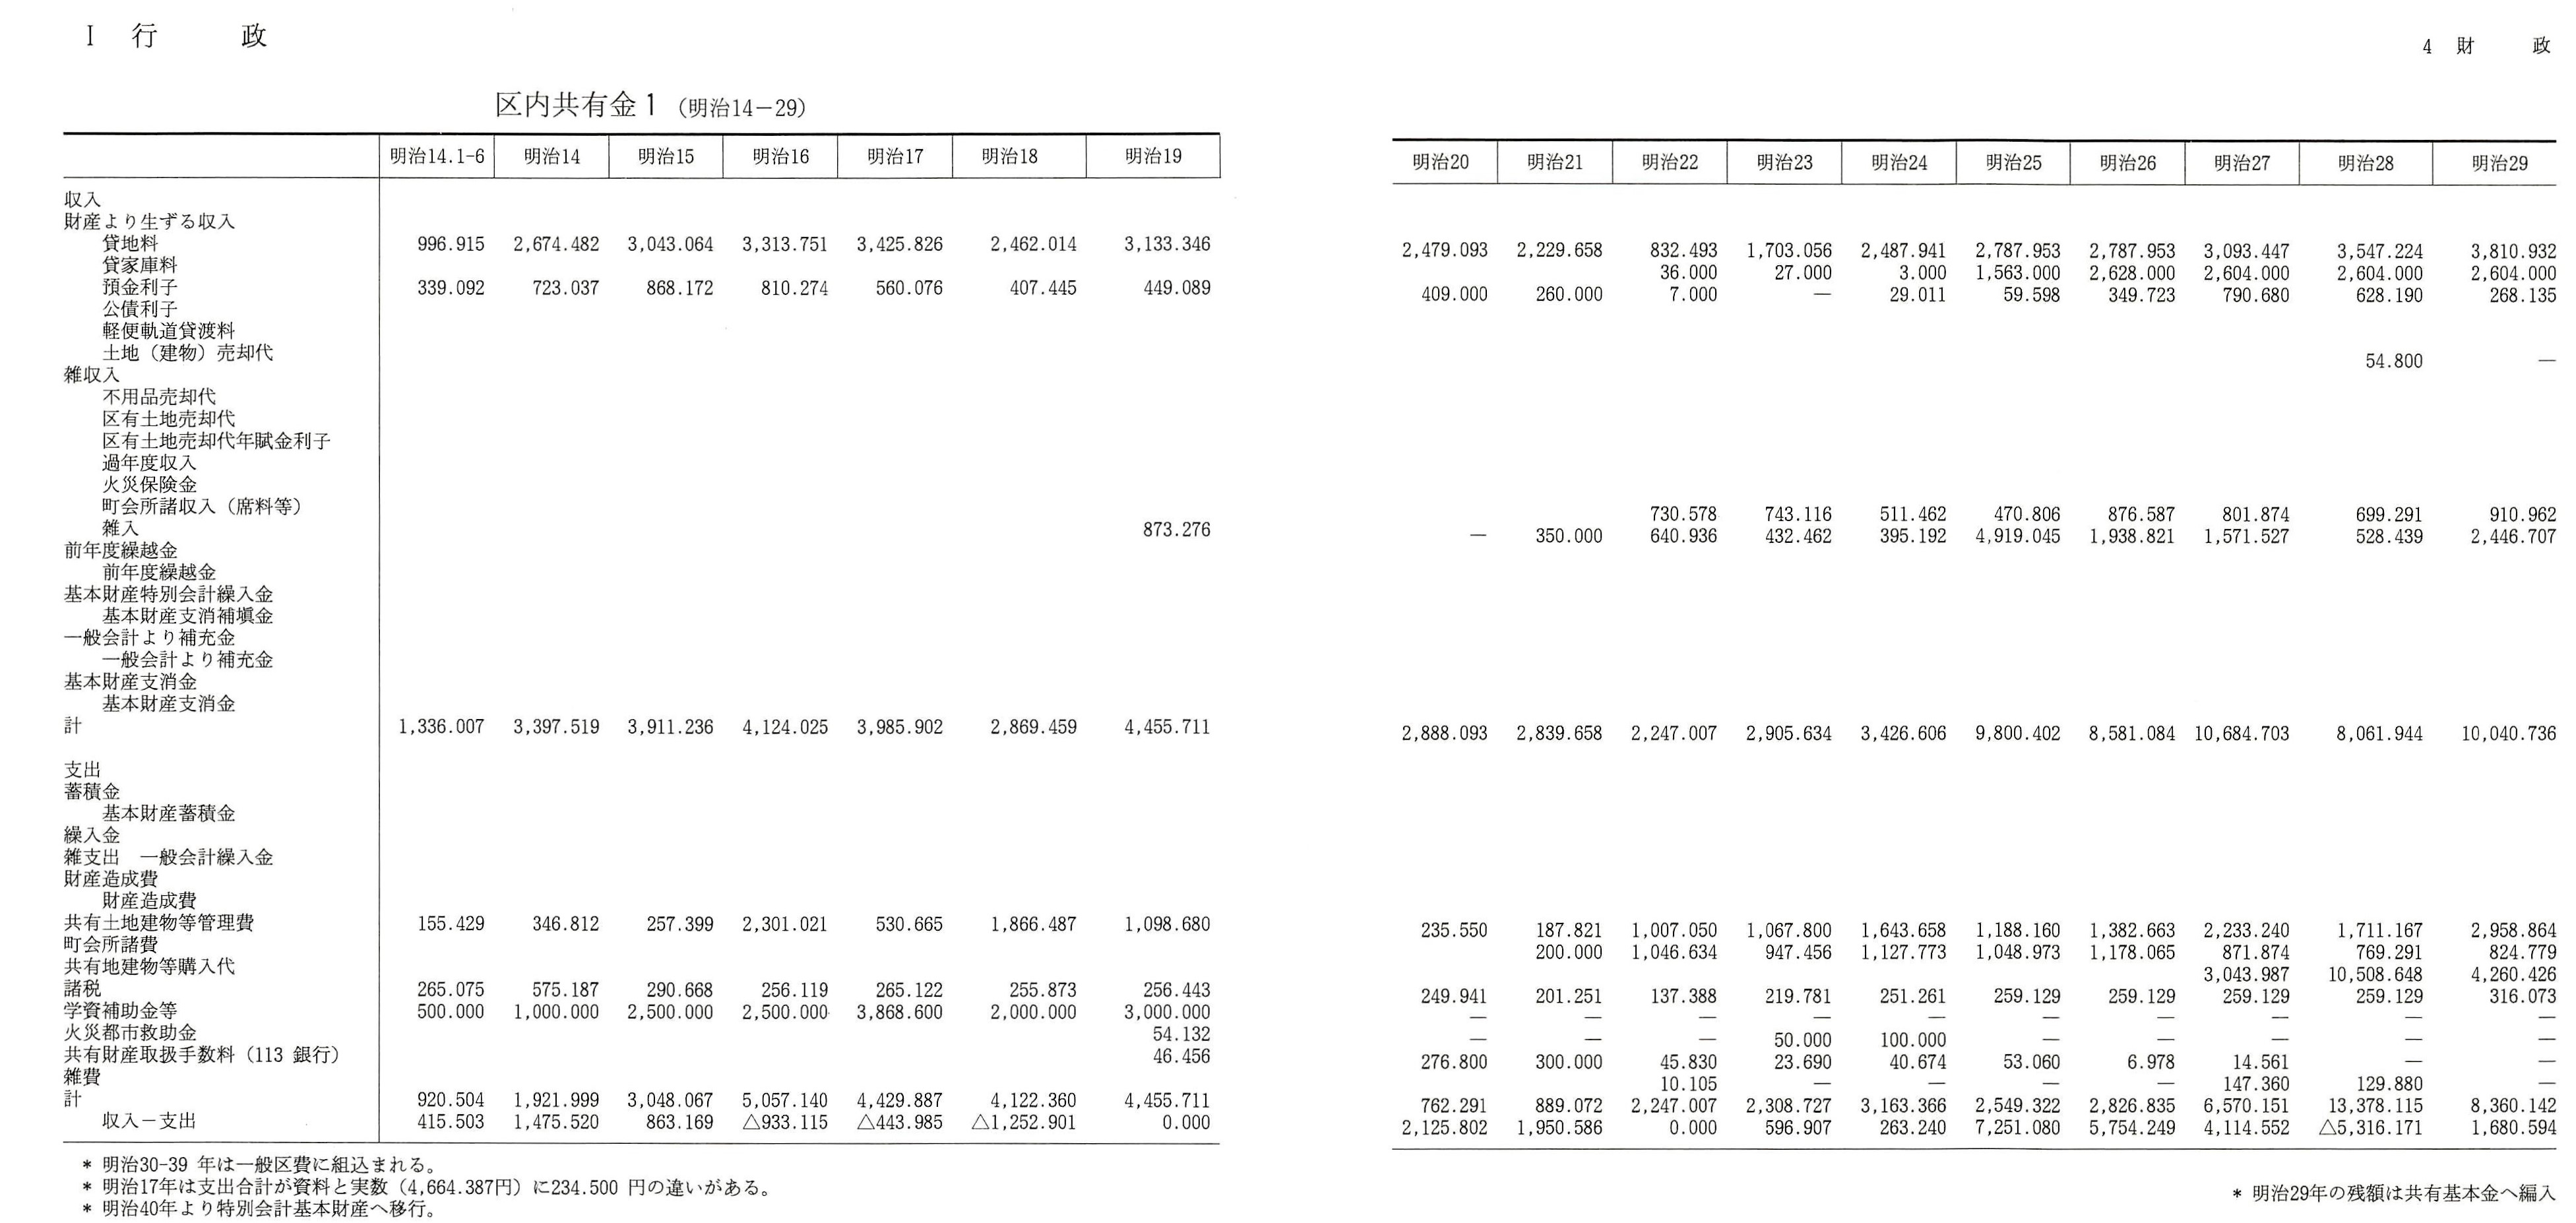 I 行 政
4 財 政
区内共有金1 (明治14-29)
明治14.1-6 明治14 明治15 明治16 明治17 明治18 明治19 明治20 明治21 明治22 明治23 明治24 明治25 明治26 明治27 明治28 明治29
収入
財産より生ずる収入
貸地料 996.915 2,674.482 3,043.064 3,313.751 3,425.826 2,462.014 3,133.346 2,479.093 2,229.658 832.493 1,703.056 2,487.941 2,787.953 2,787.953 3,093.447 3,547.224 3,810.932
貸家庫料 36.000 27.000 3.000 1,563.000 2,628.000 2,604.000 2,604.000 2,604.000
預金利子 339.092 723.037 868.172 810.274 560.076 407.445 449.089 409.000 260.000 7.000 — 29.011 59.598 349.723 790.680 628.190 268.135
公債利子
軽便軌道貸渡料
土地（建物）売却代 54.800 —
雑収入
不用品売却代
区有土地売却代
区有土地売却代年賦金利子
過年度収入
火災保険金
町会所諸収入（席料等） 730.578 743.116 511.462 470.806 876.587 801.874 699.291 910.962
雑入 873.276 — 350.000 640.936 432.462 395.192 4,919.045 1,938.821 1,571.527 528.439 2,446.707
前年度繰越金
前年度繰越金
基本財産特別会計繰入金
基本財産支消補塡金
一般会計より補充金
一般会計より補充金
基本財産支消金
基本財産支消金
計 1,336.007 3,397.519 3,911.236 4,124.025 3,985.902 2,869.459 4,455.711 2,888.093 2,839.658 2,247.007 2,905.634 3,426.606 9,800.402 8,581.084 10,684.703 8,061.944 10,040.736
支出
蓄積金
基本財産蓄積金
繰入金
雑支出 一般会計繰入金
財産造成費
財産造成費
共有土地建物等管理費 155.429 346.812 257.399 2,301.021 530.665 1,866.487 1,098.680 235.550 187.821 1,007.050 1,067.800 1,643.658 1,188.160 1,382.663 2,233.240 1,711.167 2,958.864
町会所諸費 200.000 1,046.634 947.456 1,127.773 1,048.973 1,178.065 871.874 769.291 824.779
共有地建物等購入代 3,043.987 10,508.648 4,260.426
諸税 265.075 575.187 290.668 256.119 265.122 255.873 256.443 249.941 201.251 137.388 219.781 251.261 259.129 259.129 259.129 259.129 316.073
学資補助金等 500.000 1,000.000 2,500.000 2,500.000 3,868.600 2,000.000 3,000.000 — — — — — — — — — —
火災都市救助金 54.132 — — — 50.000 100.000 — — — — —
共有財産取扱手数料（113 銀行） 46.456 276.800 300.000 45.830 23.690 40.674 53.060 6.978 14.561 — —
雑費 10.105 — — — — 147.360 129.880 —
計 920.504 1,921.999 3,048.067 5,057.140 4,429.887 4,122.360 4,455.711 762.291 889.072 2,247.007 2,308.727 3,163.366 2,549.322 2,826.835 6,570.151 13,378.115 8,360.142
収入－支出 415.503 1,475.520 863.169 △933.115 △443.985 △1,252.901 0.000 2,125.802 1,950.586 0.000 596.907 263.240 7,251.080 5,754.249 4,114.552 △5,316.171 1,680.594
* 明治30-39 年は一般区費に組込まれる。
* 明治17年は支出合計が資料と実数（4,664.387円）に234.500 円の違いがある。
* 明治40年より特別会計基本財産へ移行。
* 明治29年の残額は共有基本金へ編入